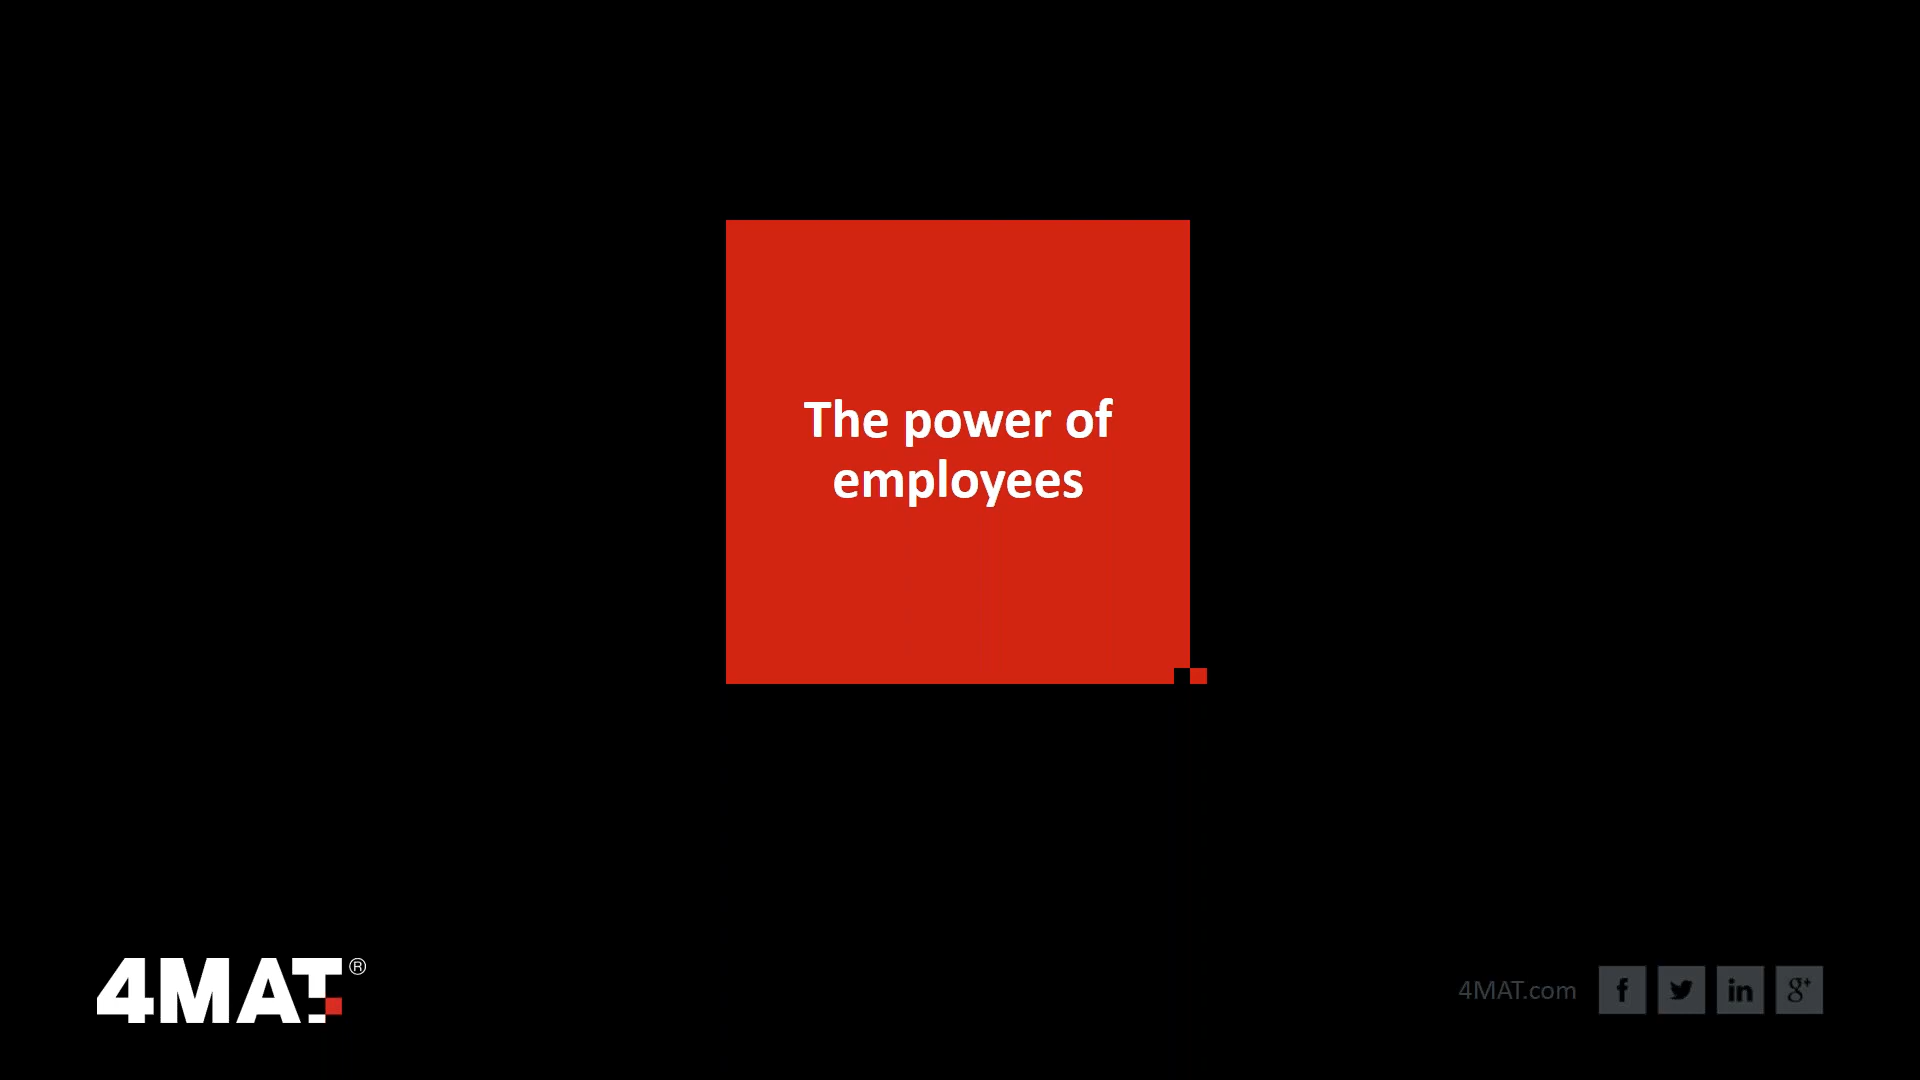 The power of
employees
4MAT®
4MAT.com
f
in
g+